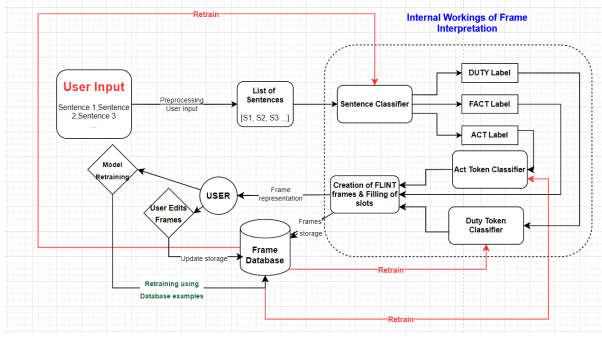 Retrain
Internal Workings of Frame
Interpretation
User Input
Sentence 1,Sentence
2,Sentence 3
...
Preprocessing
User Input
List of
Sentences
[S1, S2, S3 ...]
Sentence Classifier
DUTY Label
FACT Label
ACT Label
Model
Retraining
USER
Frame
representation
Creation of FLINT
frames & Filling of
slots
Act Token Classifier
User Edits
Frames
Frames
storage
Duty Token
Classifier
Update storage
Frame
Database
Retrain
Retraining using
Database examples
Retrain